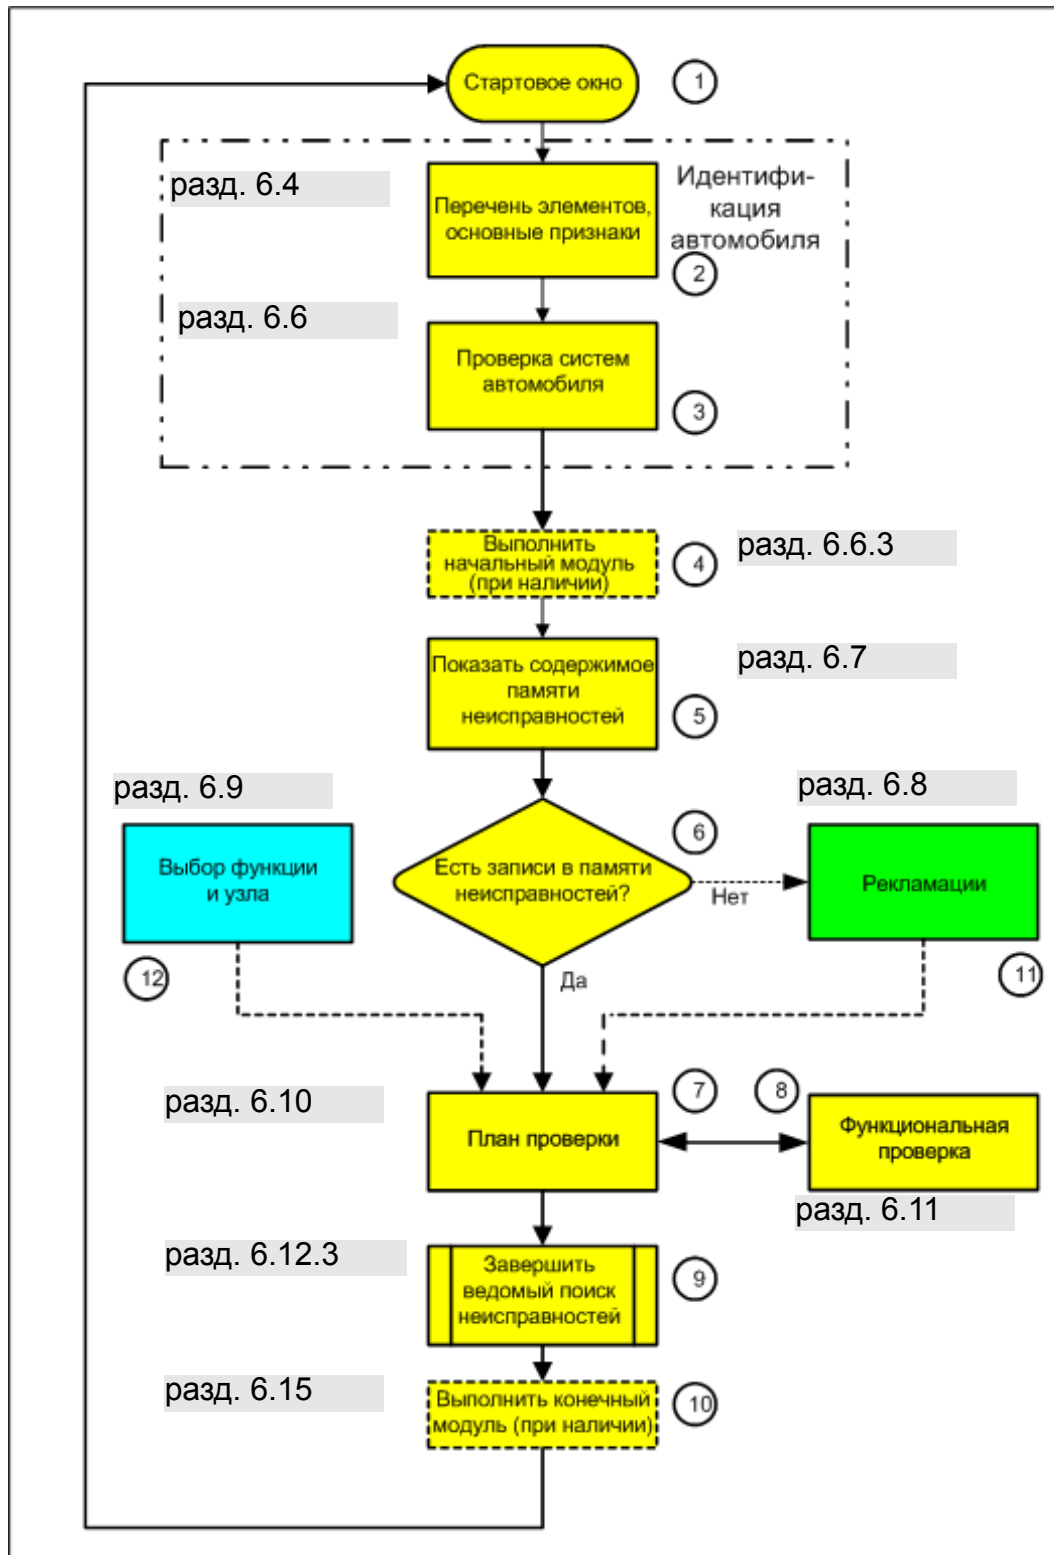 Стартовое окно
1
разд. 6.4
Перечень элементов,
основные признаки
Идентифи-
кация
автомобиля
2
разд. 6.6
Проверка систем
автомобиля
3
Выполнить
начальный модуль
(при наличии)
4
разд. 6.6.3
Показать содержимое
памяти
неисправностей
5
разд. 6.7
разд. 6.9
Выбор функции
и узла
12
Есть записи в памяти
неисправностей?
6
Нет
Да
разд. 6.8
Рекламации
11
разд. 6.10
План проверки
7
8
Функциональная
проверка
разд. 6.11
разд. 6.12.3
Завершить
ведомый поиск
неисправностей
9
разд. 6.15
Выполнить конечный
модуль (при наличии)
10